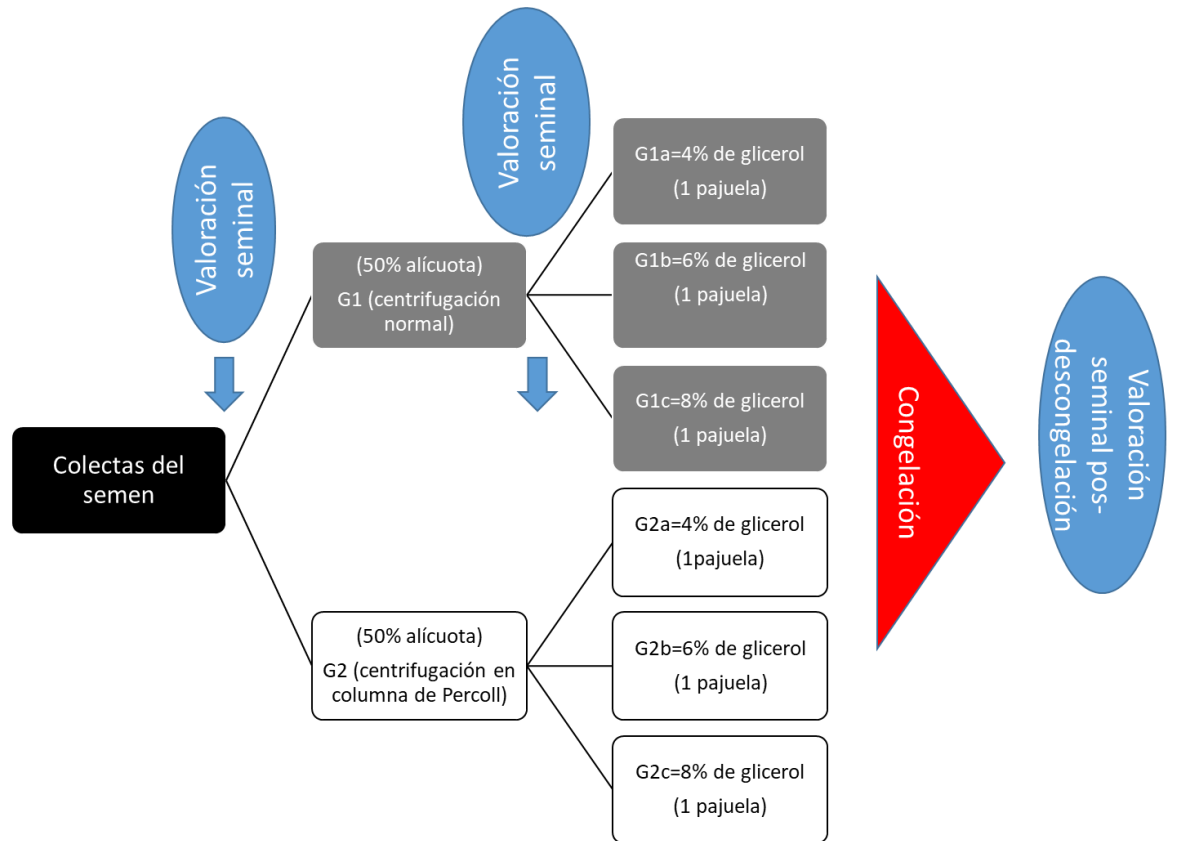 Valoración
seminal
Valoración
seminal
Colectas del
semen
(50% alícuota)
G1 (centrifugación
normal)
G1a=4% de glicerol
(1 pajuela)
G1b=6% de glicerol
(1 pajuela)
G1c=8% de glicerol
(1 pajuela)
(50% alícuota)
G2 (centrifugación en
columna de Percoll)
G2a=4% de glicerol
(1pajuela)
G2b=6% de glicerol
(1 pajuela)
G2c=8% de glicerol
(1 pajuela)
Congelación
Valoración
seminal pos-
descongelación